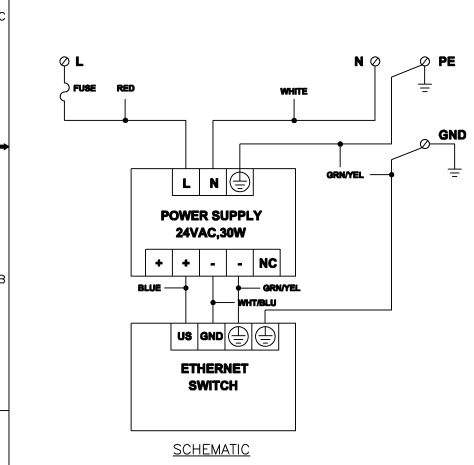 C
L
N
PE
FUSE
RED
WHITE
GND
GRN/YEL
L N
POWER SUPPLY
24VAC,30W
+ + - - NC
B
BLUE
GRN/YEL
WHT/BLU
US GND
ETHERNET
SWITCH
SCHEMATIC